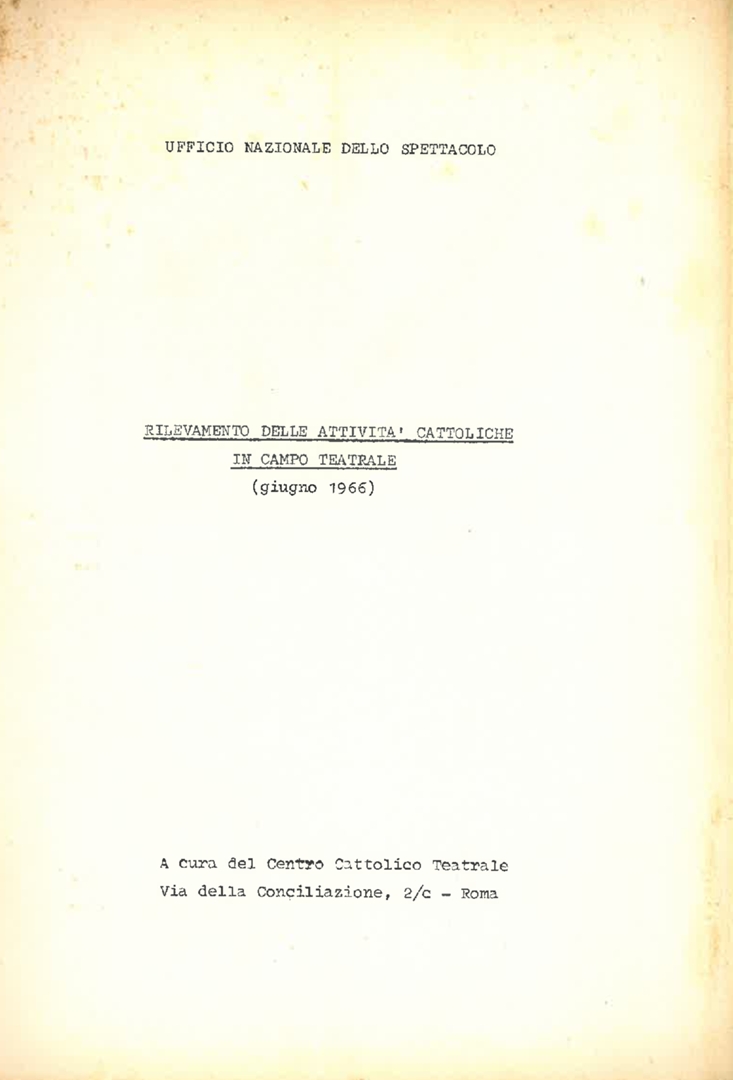 UFFICIO NAZIONALE DELLO SPETTACOLO
RILEVAMENTO DELLE ATTIVITA' CATTOLICHE
IN CAMPO TEATRALE
(giugno 1966)
A cura del Centro Cattolico Teatrale
Via della Conciliazione, 2/c - Roma